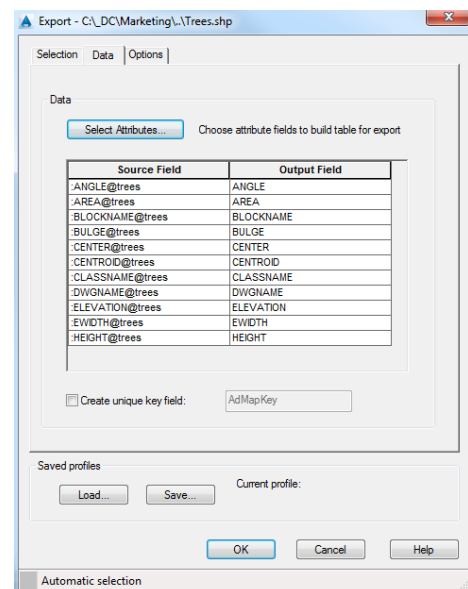 Export - C:\_DC\Marketing\..\Trees.shp
Selection Data Options
Data
Select Attributes... Choose attribute fields to build table for export
Source Field Output Field
:ANGLE@trees ANGLE
:AREA@trees AREA
:BLOCKNAME@trees BLOCKNAME
:BULGE@trees BULGE
:CENTER@trees CENTER
:CENTROID@trees CENTROID
:CLASSNAME@trees CLASSNAME
:DWGNAME@trees DWGNAME
:ELEVATION@trees ELEVATION
:EWIDTH@trees EWIDTH
:HEIGHT@trees HEIGHT
Create unique key field: AdMapKey
Saved profiles
Current profile:
Load... Save...
OK Cancel Help
Automatic selection